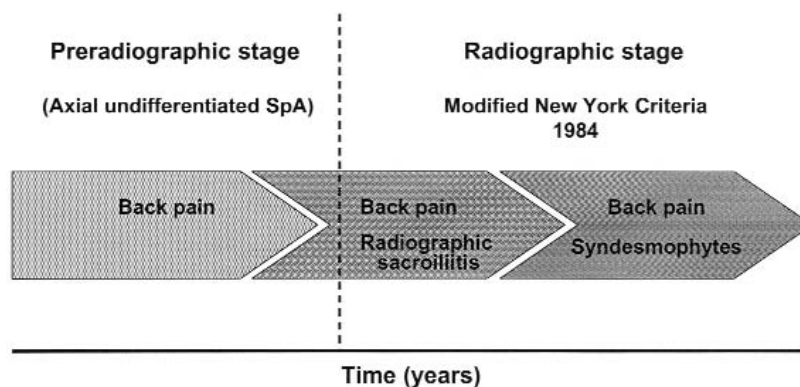 Preradiographic stage
Radiographic stage
(Axial undifferentiated SpA)
Modified New York Criteria
1984
Back pain
Back pain
Radiographic
sacroiliitis
Back pain
Syndesmophytes
Time (years)